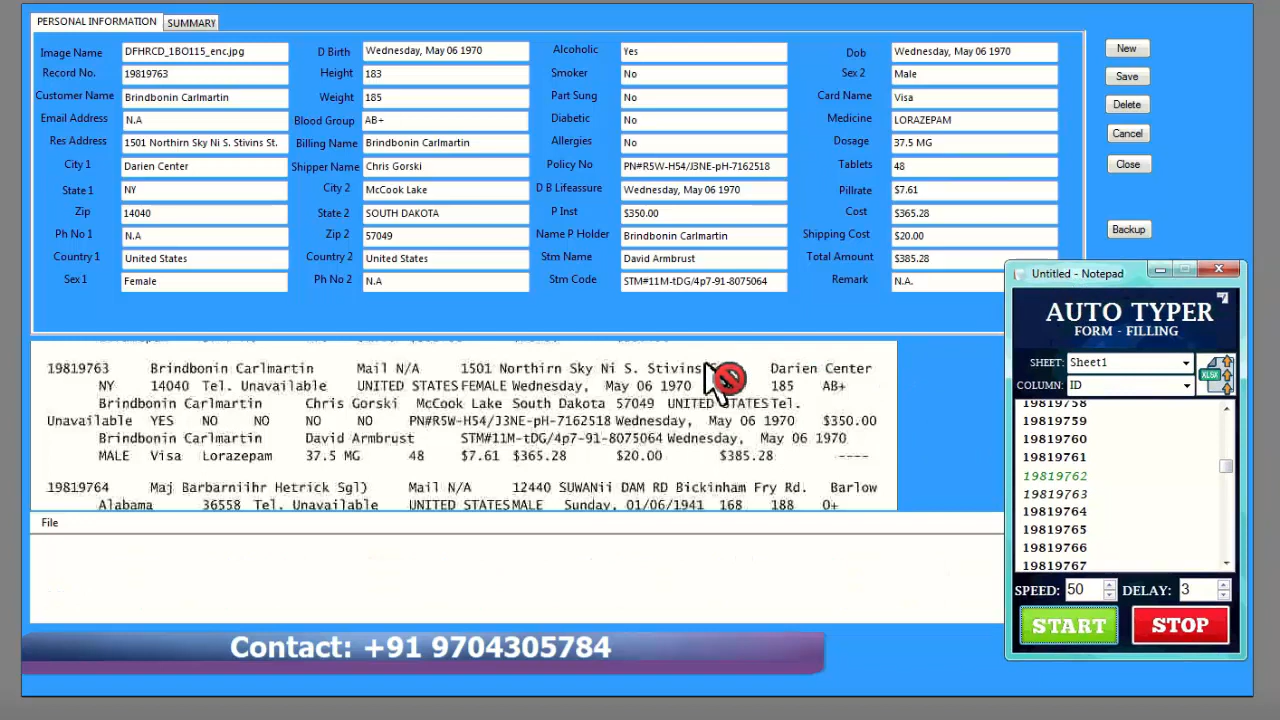 PERSONAL INFORMATION SUMMARY
Image Name DFHRCD_1BO115_enc.jpg D Birth Wednesday, May 06 1970 Alcoholic Yes Dob Wednesday, May 06 1970 New
Record No. 19819763 Height 183 Smoker No Sex 2 Male Save
Customer Name Brindbonin Carlmartin Weight 185 Part Sung No Card Name Visa Delete
Email Address N.A Blood Group AB+ Diabetic No Medicine LORAZEPAM Cancel
Res Address 1501 Northirn Sky Ni S. Stivins St. Billing Name Brindbonin Carlmartin Allergies No Dosage 37.5 MG
City 1 Darien Center Shipper Name Chris Gorski Policy No PN#R5W-H54/J3NE-pH-7162518 Tablets 48 Close
State 1 NY City 2 McCook Lake D B Lifeassure Wednesday, May 06 1970 Pillrate $7.61
Zip 14040 State 2 SOUTH DAKOTA P Inst $350.00 Cost $365.28
Ph No 1 N.A Zip 2 57049 Name P Holder Brindbonin Carlmartin Shipping Cost $20.00 Backup
Country 1 United States Country 2 United States Stm Name David Armbrust Total Amount $385.28
Sex 1 Female Ph No 2 N.A Stm Code STM#11M-tDG/4p7-91-8075064 Remark N.A.
19819763 Brindbonin Carlmartin Mail N/A 1501 Northirn Sky Ni S. Stivins Darien Center
NY 14040 Tel. Unavailable UNITED STATES FEMALE Wednesday, May 06 1970 185 AB+
Brindbonin Carlmartin Chris Gorski McCook Lake South Dakota 57049 UNITED STATES Tel.
Unavailable YES NO NO NO NO PN#R5W-H54/J3NE-pH-7162518 Wednesday, May 06 1970 $350.00
Brindbonin Carlmartin David Armbrust STM#11M-tDG/4p7-91-8075064 Wednesday, May 06 1970
MALE Visa Lorazepam 37.5 MG 48 $7.61 $365.28 $20.00 $385.28 ----
19819764 Maj Barbarniihr Hetrick Sgl) Mail N/A 12440 SUWANii DAM RD Bickinham Fry Rd. Barlow
Alabama 36558 Tel. Unavailable UNITED STATES MALE Sunday, 01/06/1941 168 188 O+
File
Contact: +91 9704305784
Untitled - Notepad
AUTO TYPER
FORM - FILLING
SHEET: Sheet1
COLUMN: ID
XLSX
19819758
19819759
19819760
19819761
19819762
19819763
19819764
19819765
19819766
19819767
SPEED: 50 DELAY: 3
START STOP